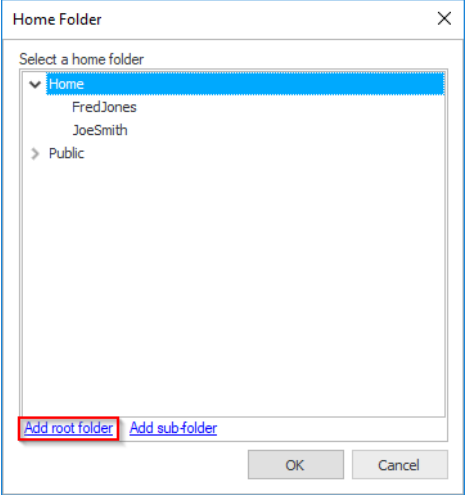 Home Folder
Select a home folder
Home
FredJones
JoeSmith
Public
Add root folder Add sub-folder
OK Cancel